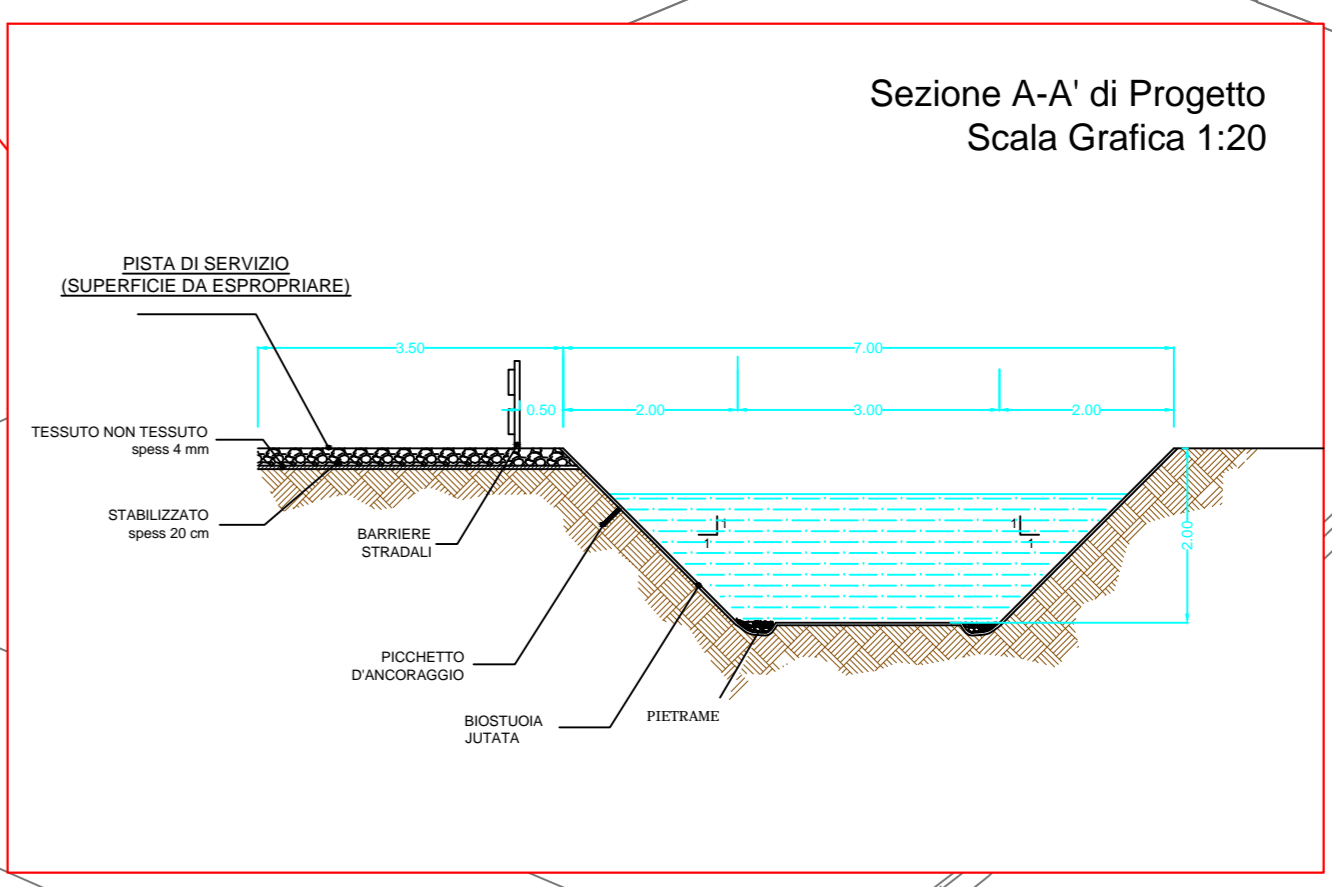 Sezione A-A' di Progetto
Scala Grafica 1:20
PISTA DI SERVIZIO
(SUPERFICIE DA ESPROPRIARE)
3.50
7.00
0.50
2.00
3.00
2.00
TESSUTO NON TESSUTO
spess 4 mm
STABILIZZATO
spess 20 cm
BARRIERE
STRADALI
1
1
1
1
2.00
PICCHETTO
D'ANCORAGGIO
BIOSTUOIA
JUTATA
PIETRAME